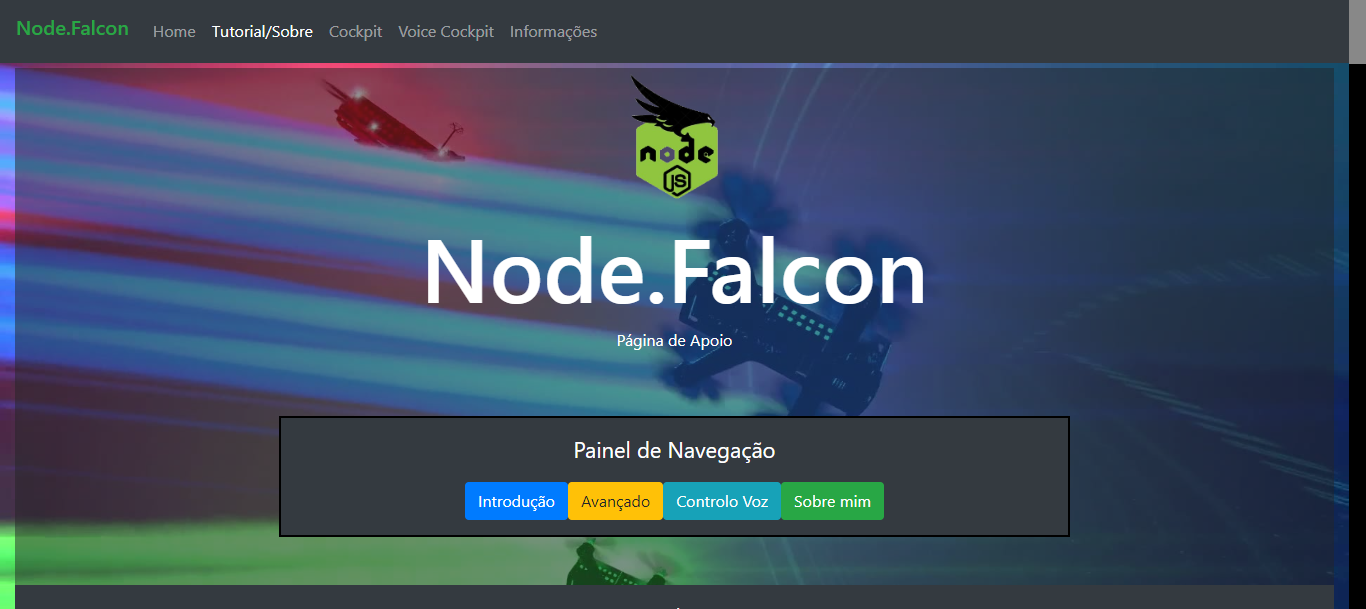 Node.Falcon Home Tutorial/Sobre Cockpit Voice Cockpit Informações
node
JS
Node.Falcon
Página de Apoio
Painel de Navegação
Introdução Avançado Controlo Voz Sobre mim